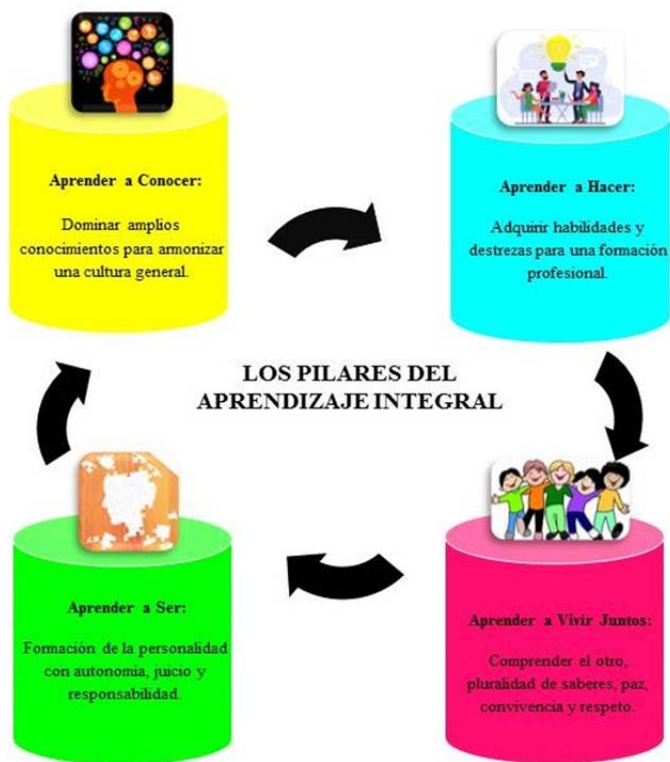 Aprender a Conocer:
Dominar amplios
conocimientos para armonizar
una cultura general.
Aprender a Hacer:
Adquirir habilidades y
destrezas para una formación
profesional.
LOS PILARES DEL
APRENDIZAJE INTEGRAL
Aprender a Ser:
Formación de la personalidad
con autonomia, juicio y
responsabilidad.
Aprender a Vivir Juntos:
Comprender el otro,
pluralidad de saberes, paz,
convivencia y respeto.